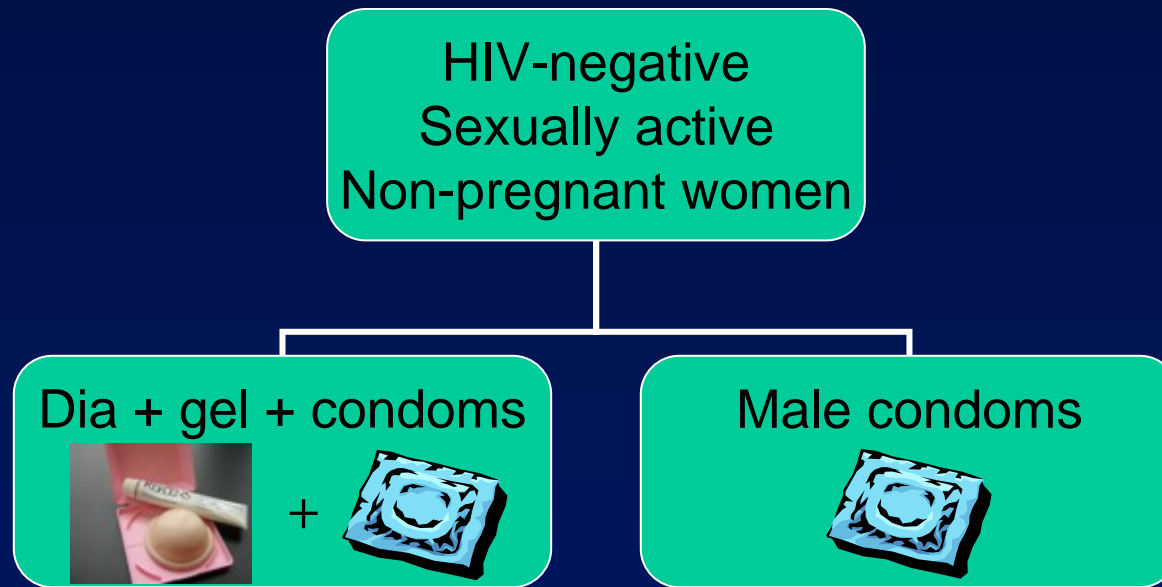 HIV-negative
Sexually active
Non-pregnant women
Dia + gel + condoms
+
Male condoms